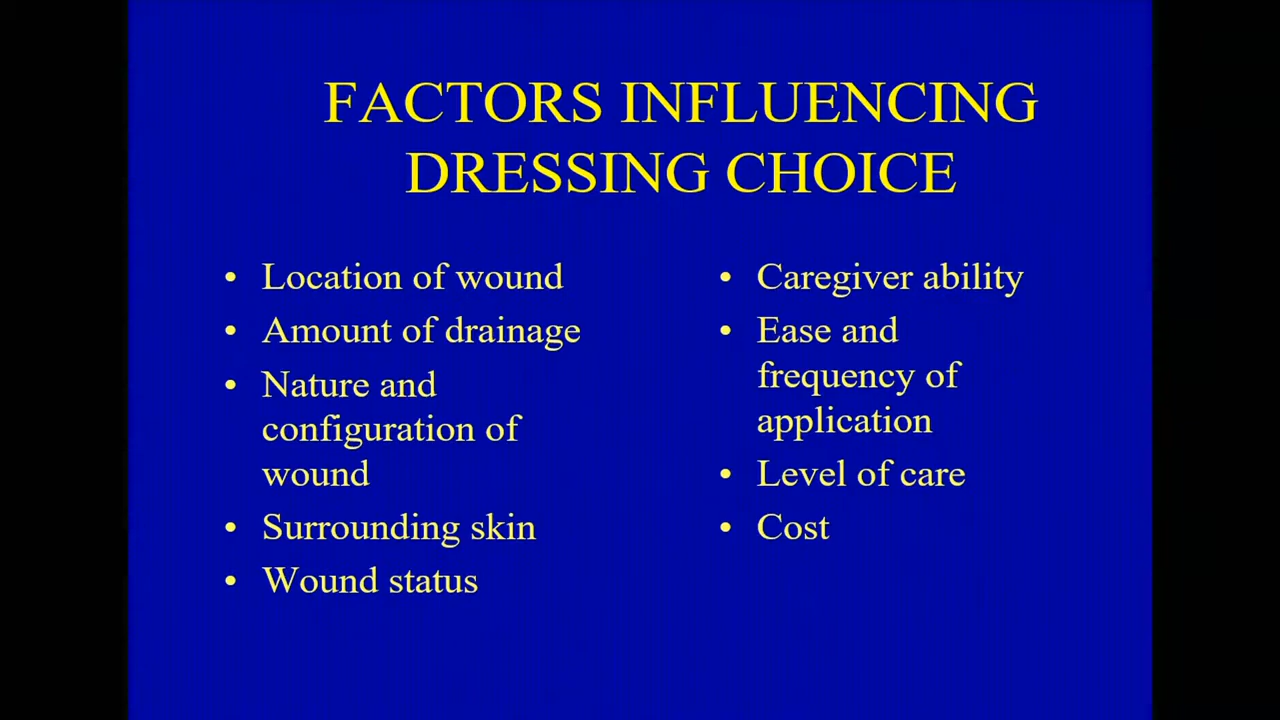 FACTORS INFLUENCING
DRESSING CHOICE
• Location of wound
• Amount of drainage
• Nature and
configuration of
wound
• Surrounding skin
• Wound status
• Caregiver ability
• Ease and
frequency of
application
• Level of care
• Cost